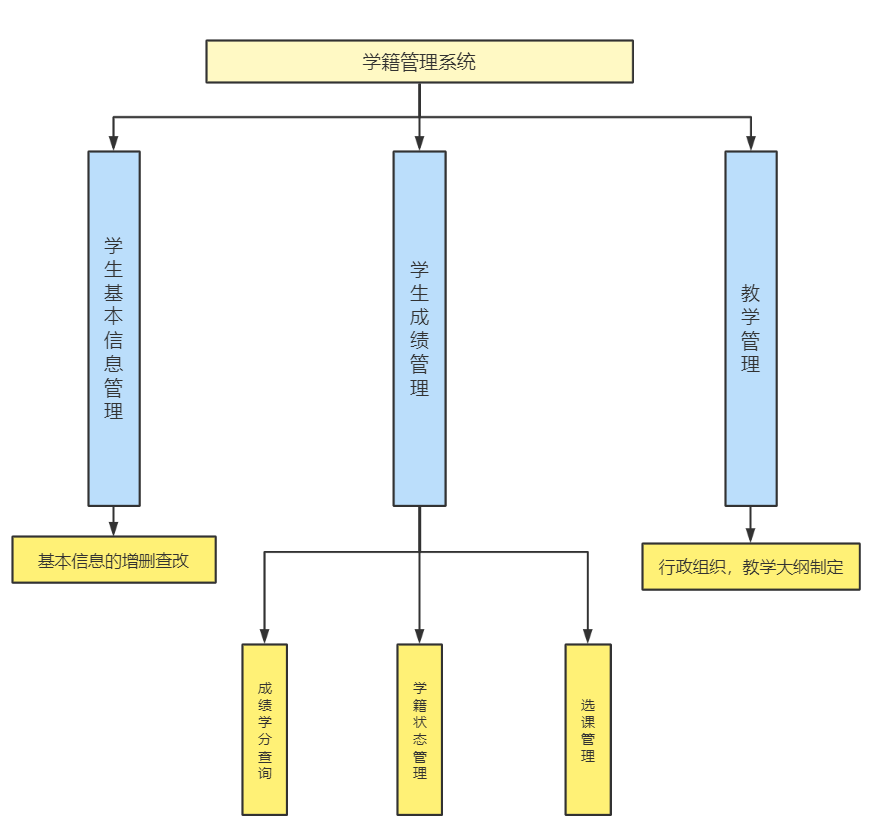 学籍管理系统
学生基本信息管理
学生成绩管理
教学管理
基本信息的增删查改
行政组织，教学大纲制定
成绩学分查询
学籍状态管理
选课管理